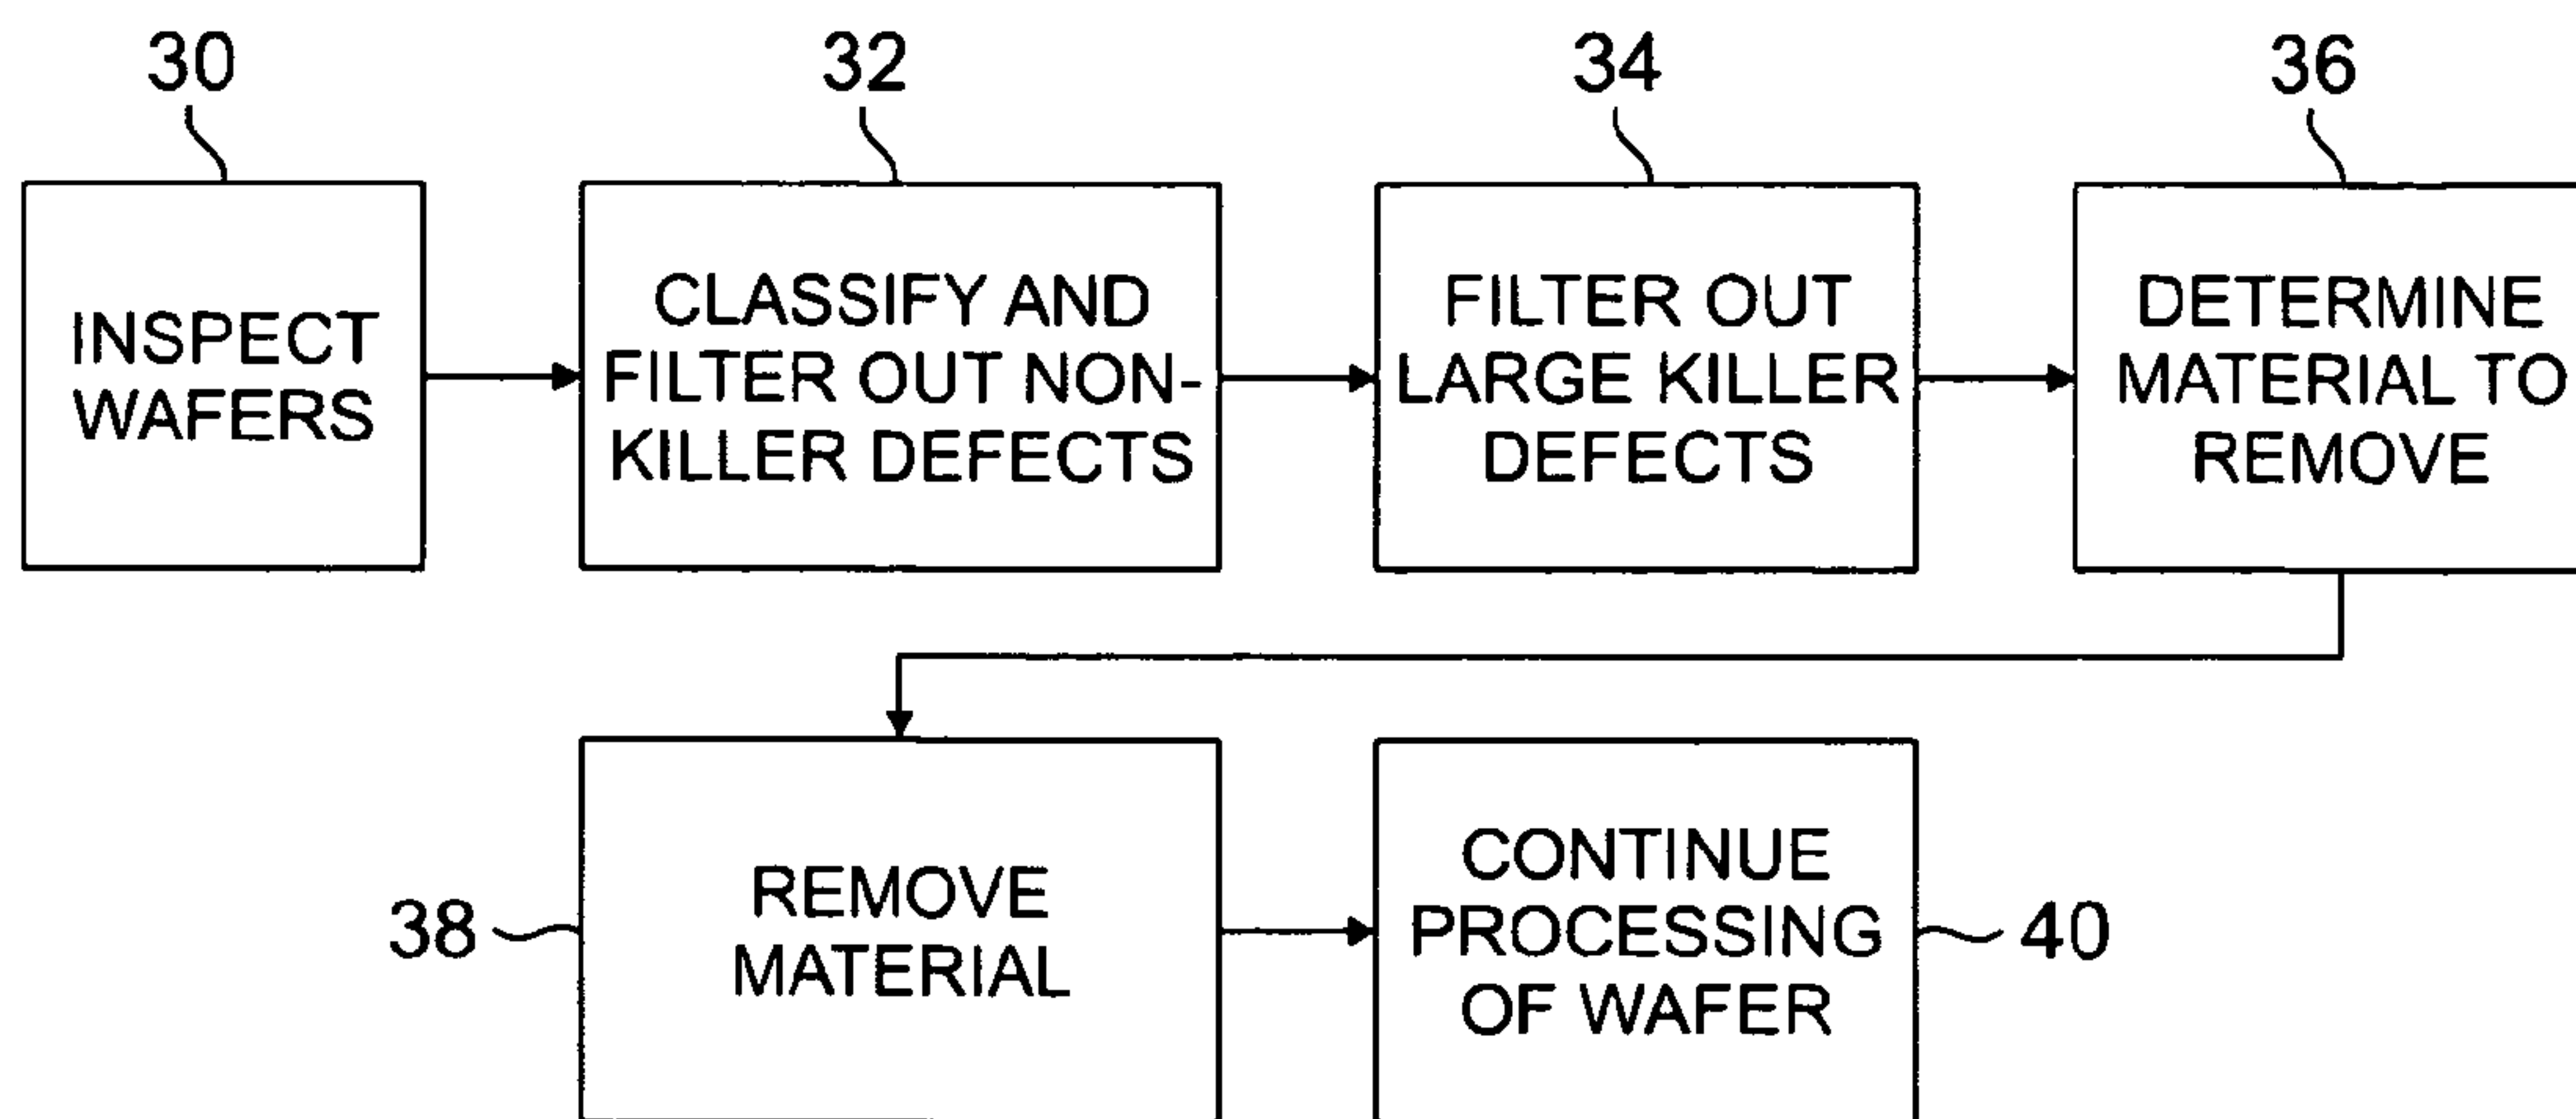 30
32
34
36
INSPECT
WAFERS
CLASSIFY AND
FILTER OUT NON-
KILLER DEFECTS
FILTER OUT
LARGE KILLER
DEFECTS
DETERMINE
MATERIAL TO
REMOVE
38
REMOVE
MATERIAL
CONTINUE
PROCESSING
OF WAFER
40